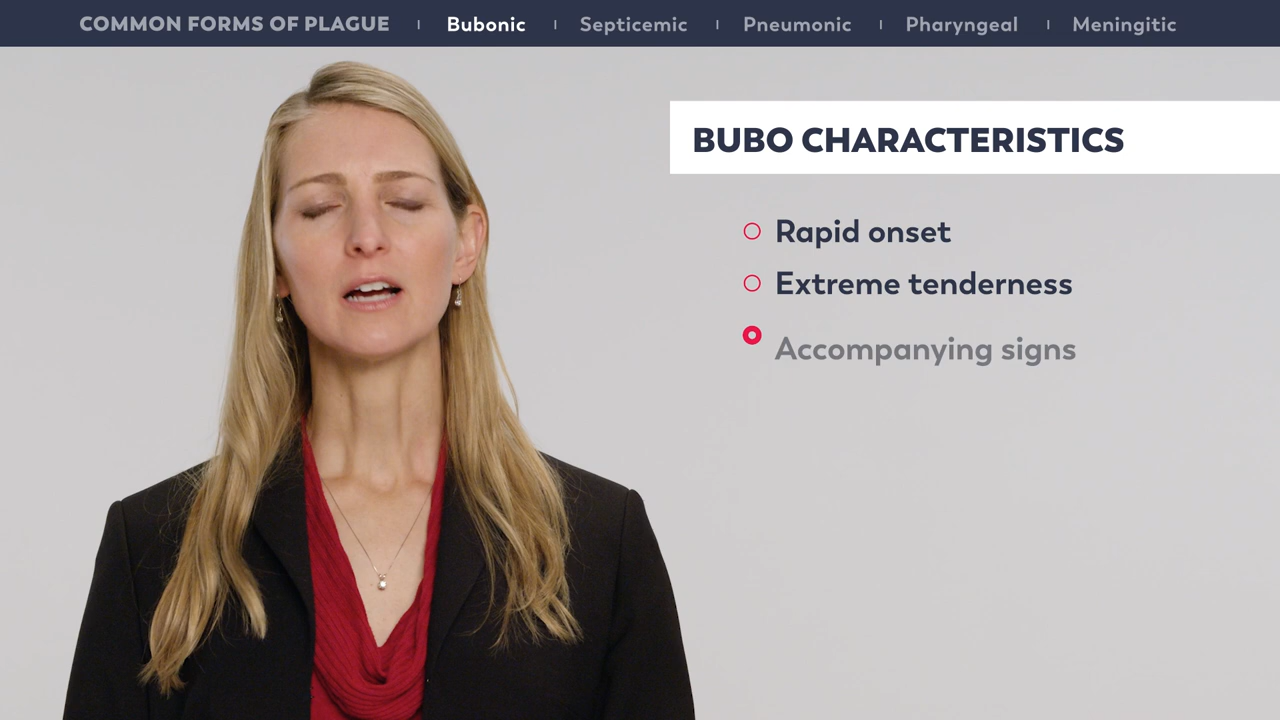 COMMON FORMS OF PLAGUE | Bubonic | Septicemic | Pneumonic | Pharyngeal | Meningitic
BUBO CHARACTERISTICS
Rapid onset
Extreme tenderness
Accompanying signs